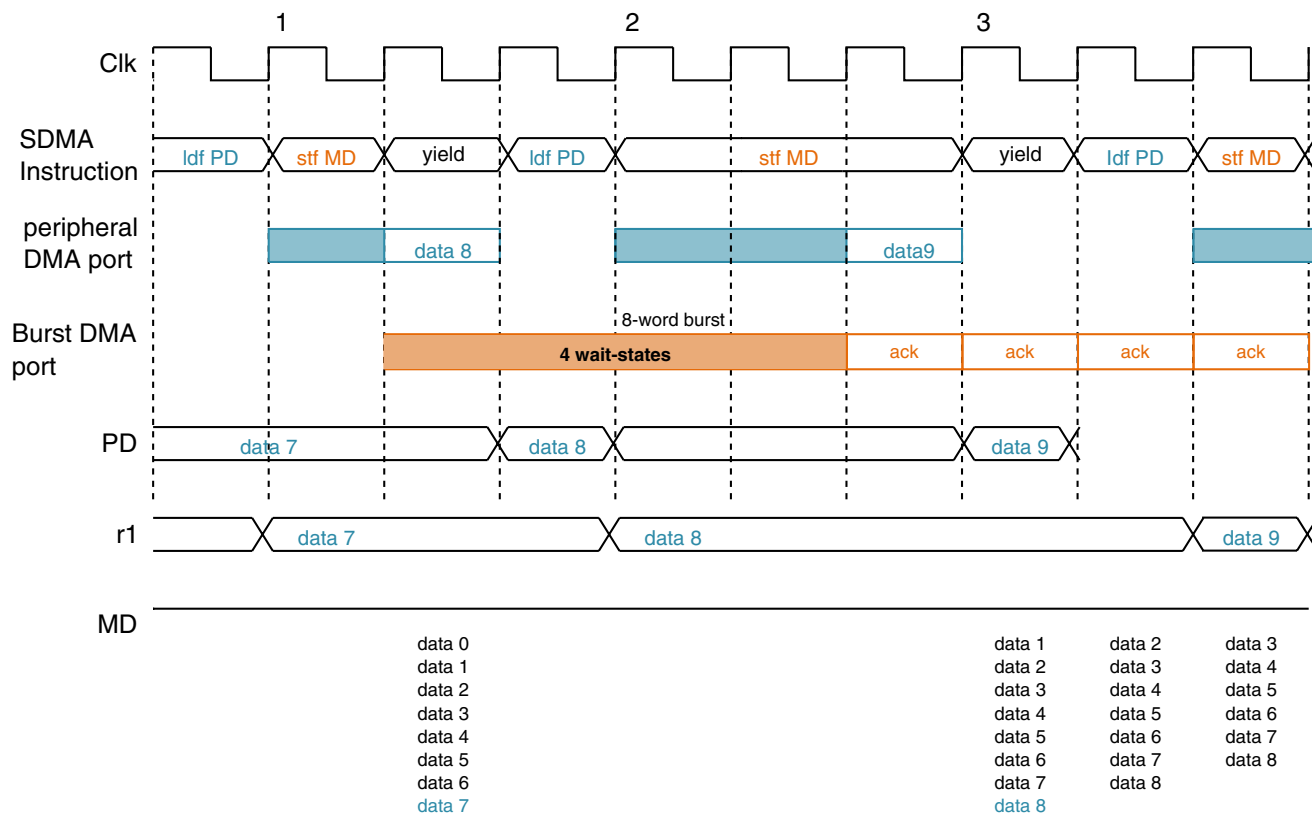 1 2 3
Clk
SDMA
Instruction
ldf PD stf MD yield ldf PD stf MD yield ldf PD stf MD
peripheral
DMA port
data 8 data9
Burst DMA
port
8-word burst
4 wait-states ack ack ack ack
PD
data 7 data 8 data 9
r1
data 7 data 8 data 9
MD
data 0 data 1 data 2 data 3
data 1 data 2 data 3 data 4
data 2 data 3 data 4 data 5
data 3 data 4 data 5 data 6
data 4 data 5 data 6 data 7
data 5 data 6 data 7 data 8
data 6 data 7 data 8
data 7 data 8